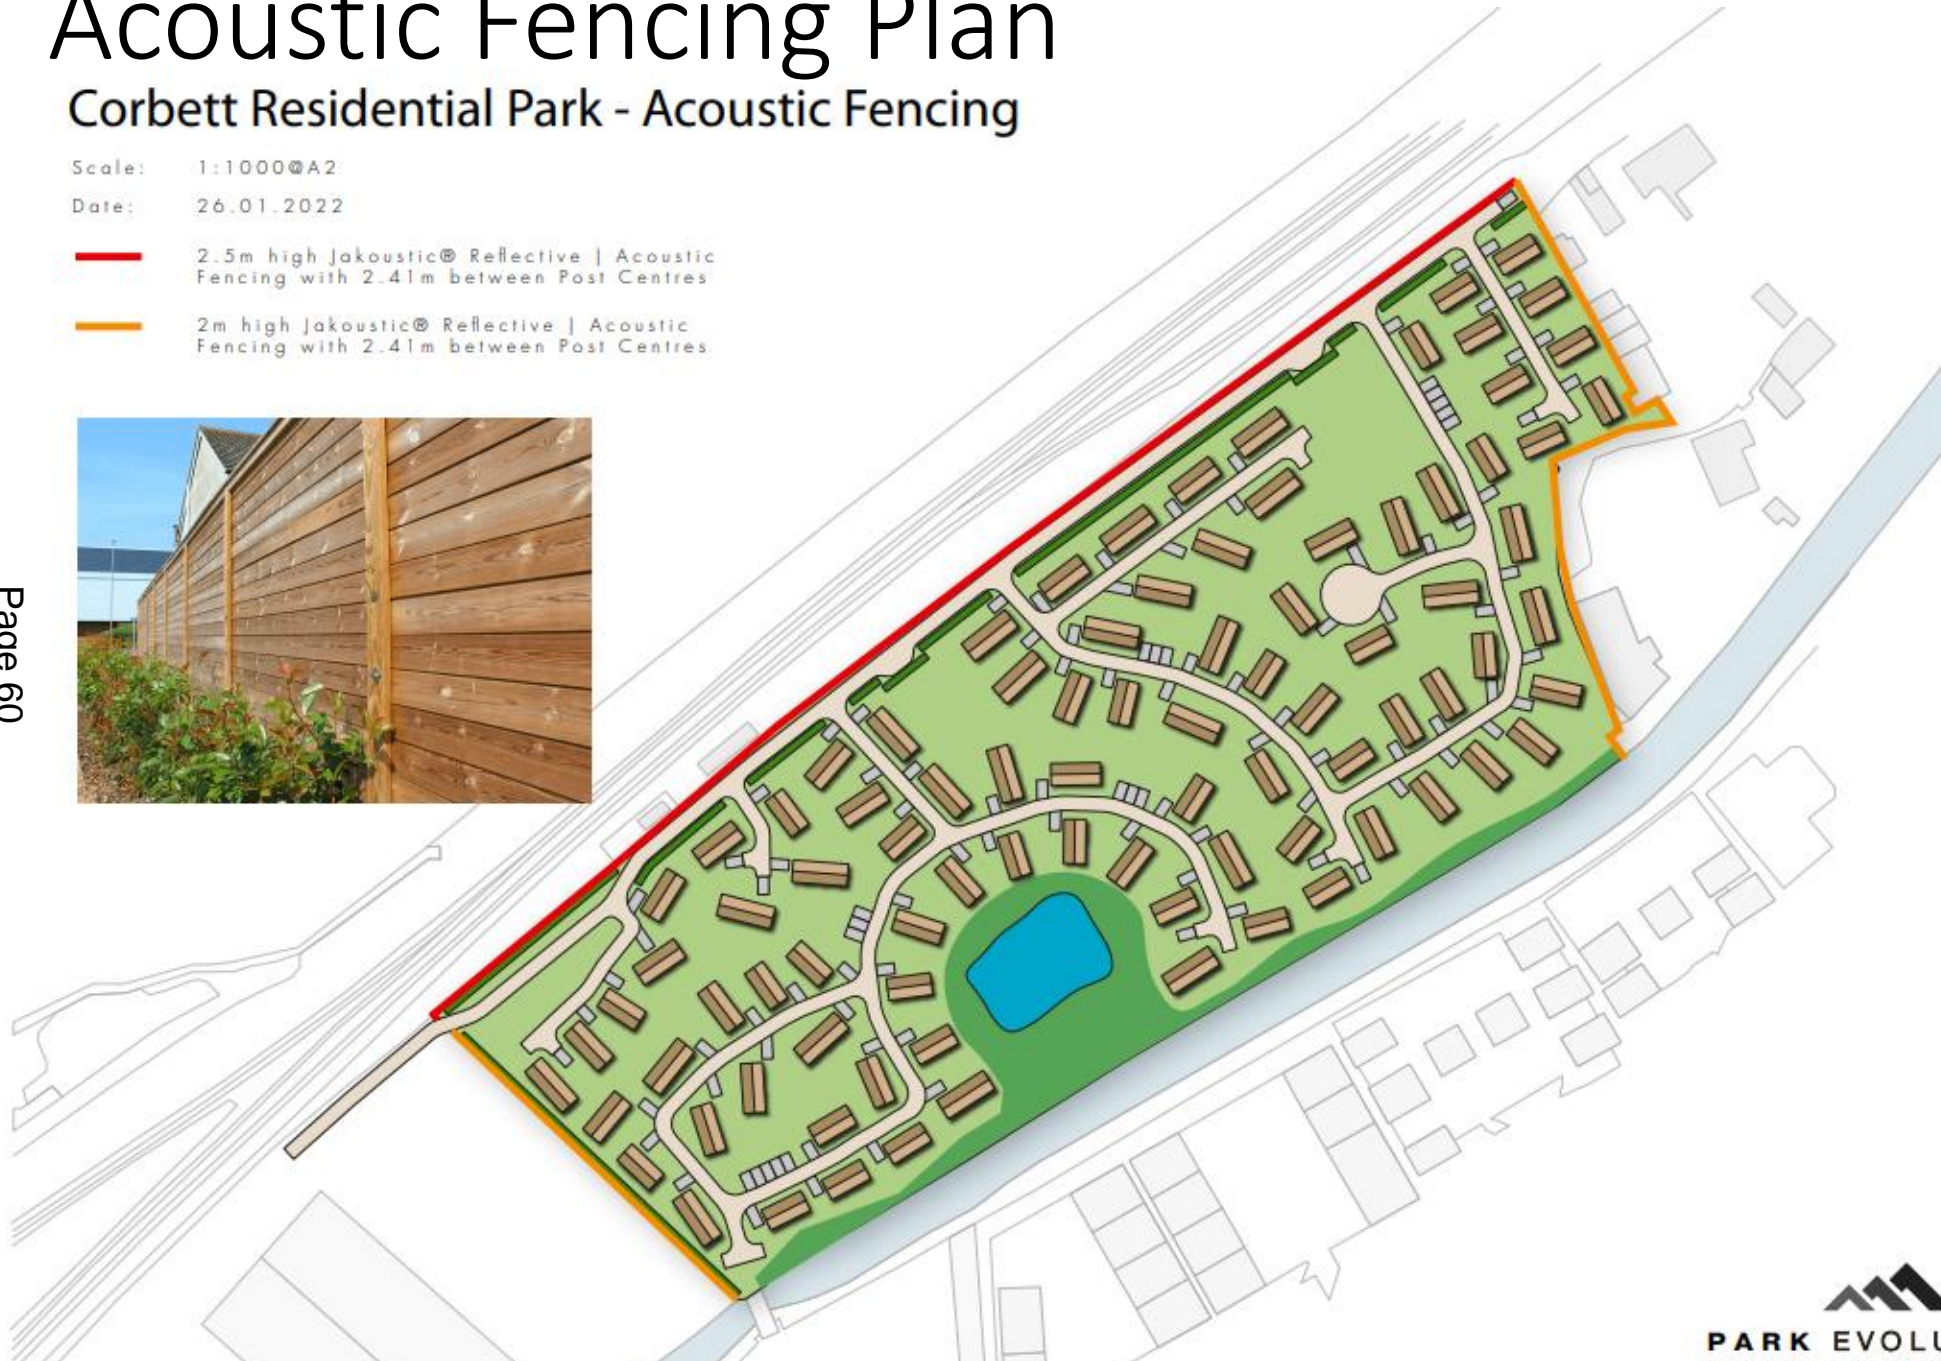 Acoustic Fencing Plan
Corbett Residential Park - Acoustic Fencing
Scale: 1:1000@A2
Date: 26.01.2022
2.5m high Jakoustic® Reflective | Acoustic
Fencing with 2.41m between Post Centres
2m high Jakoustic® Reflective | Acoustic
Fencing with 2.41m between Post Centres
Page 60
PARK EVOLU